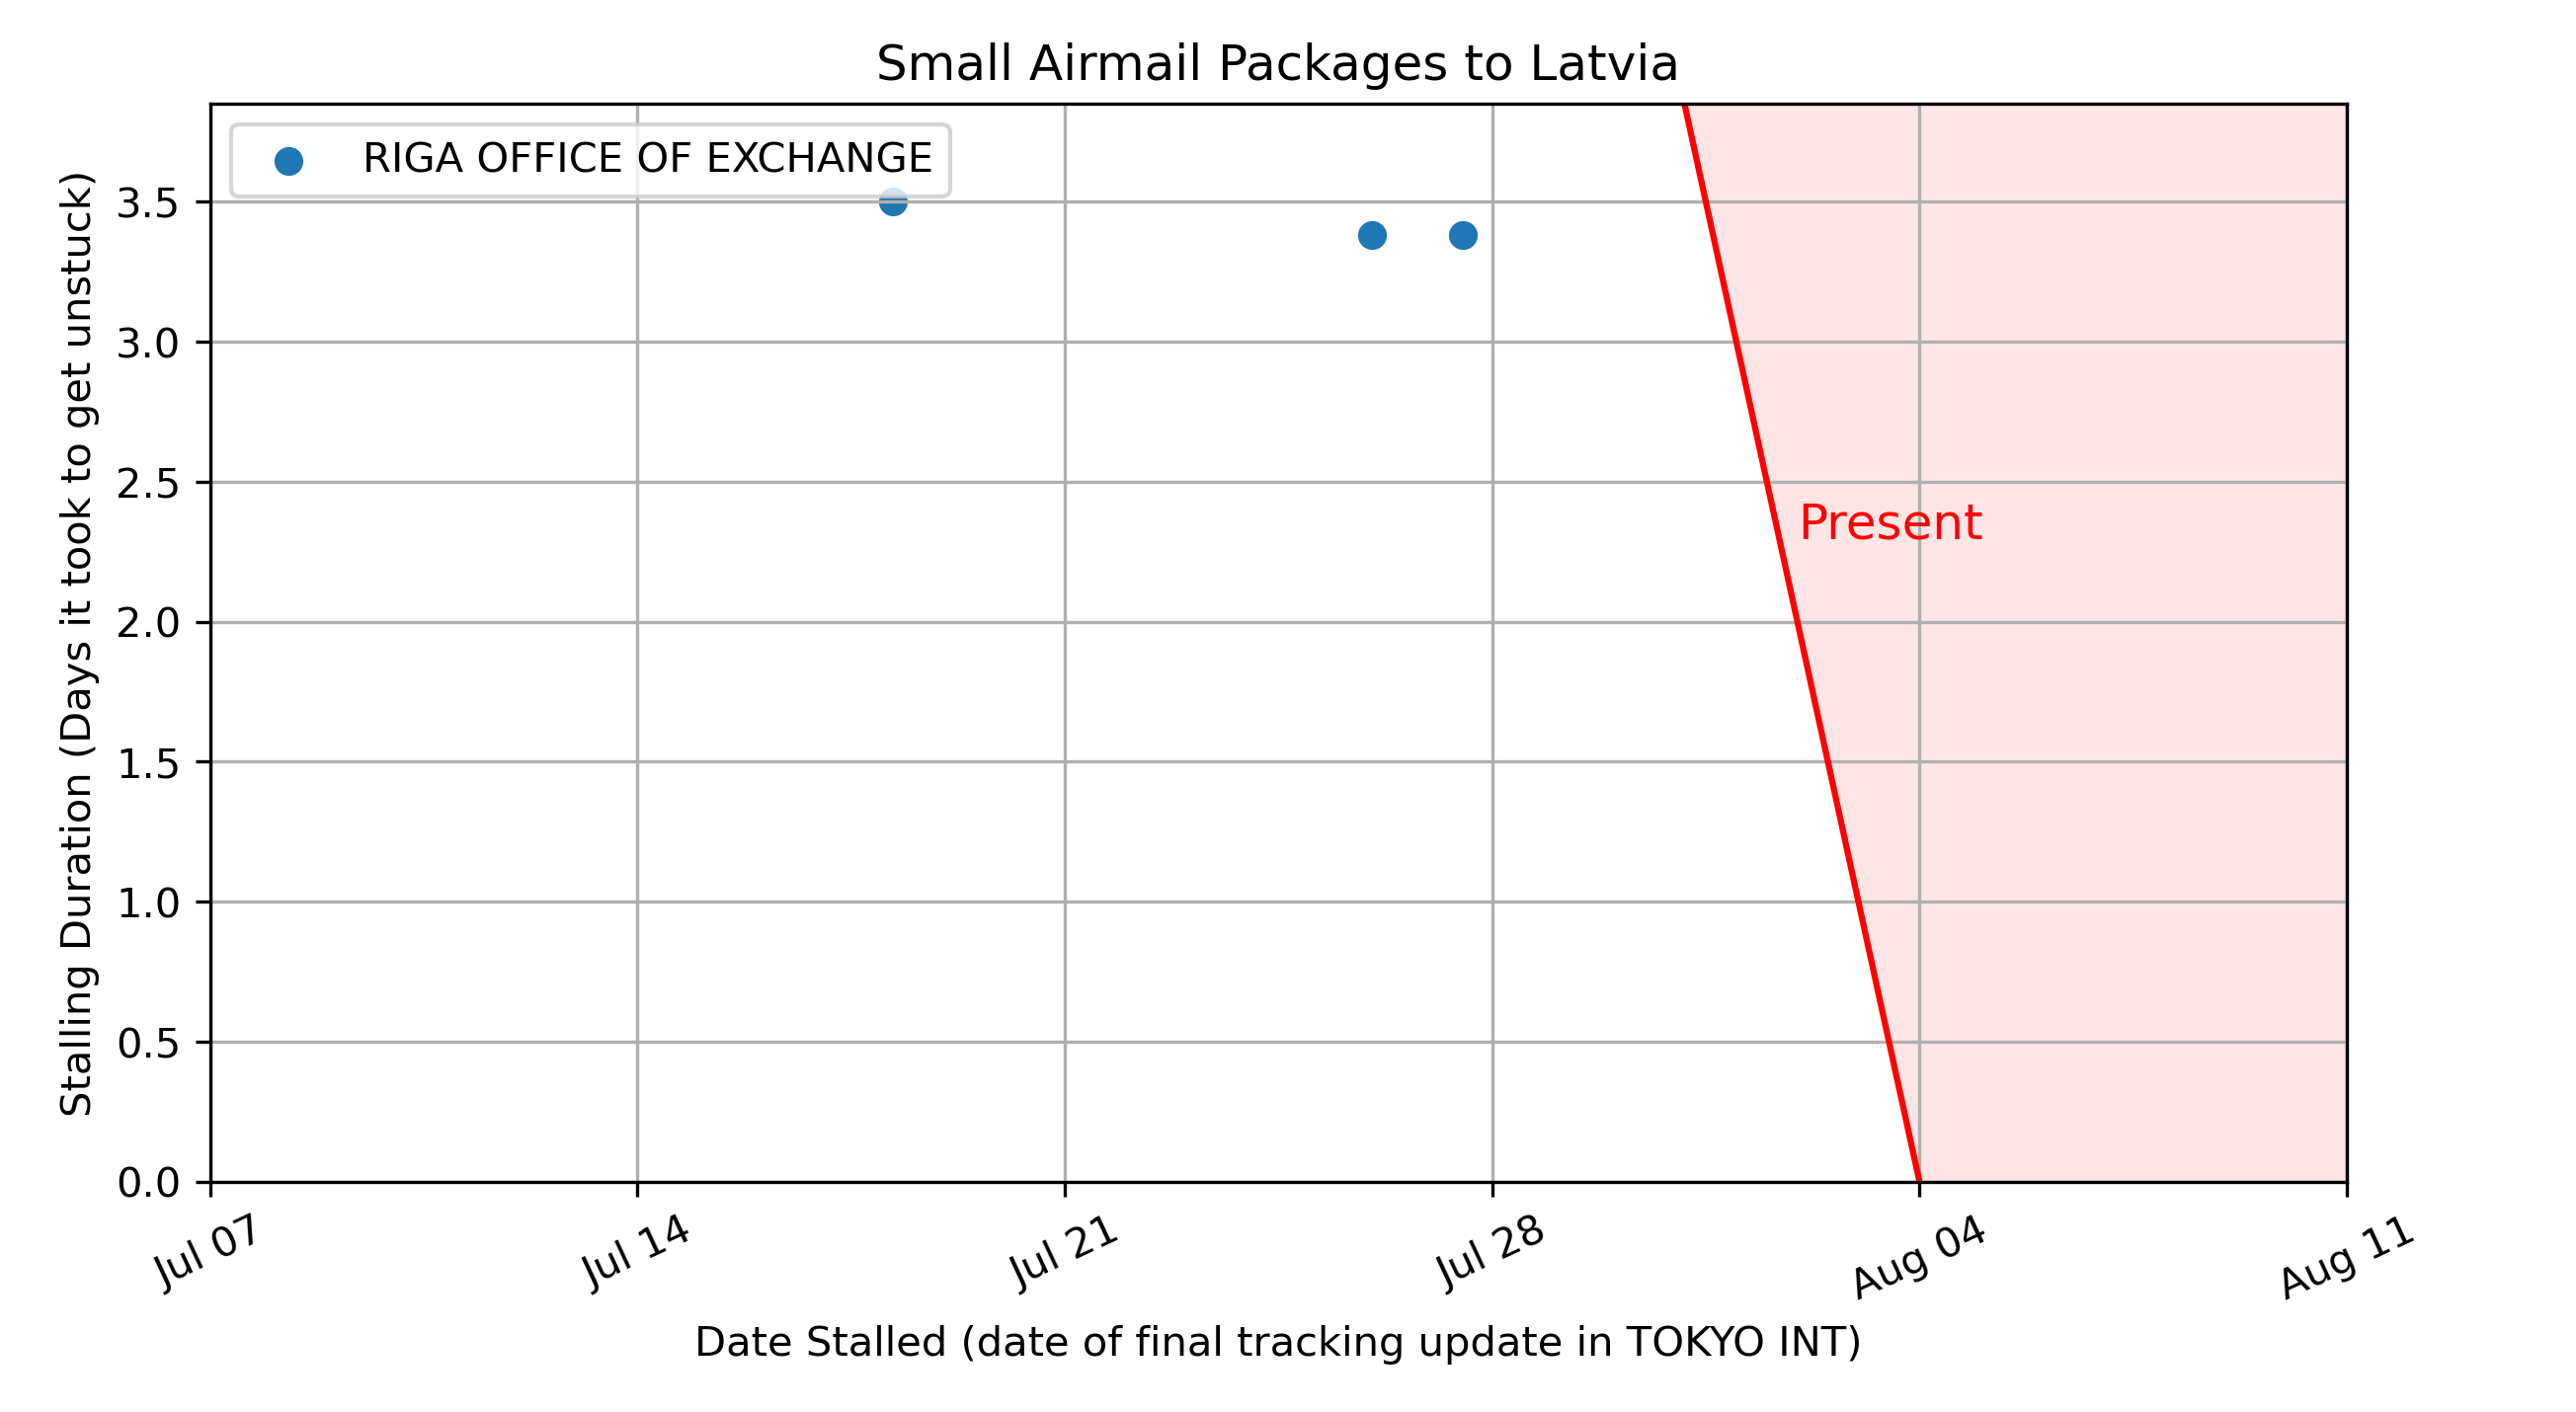 Small Airmail Packages to Latvia
RIGA OFFICE OF EXCHANGE
Stalling Duration (Days it took to get unstuck)
3.5
3.0
2.5
2.0
1.5
1.0
0.5
0.0
Present
Jul 07
Jul 14
Jul 21
Jul 28
Aug 04
Aug 11
Date Stalled (date of final tracking update in TOKYO INT)